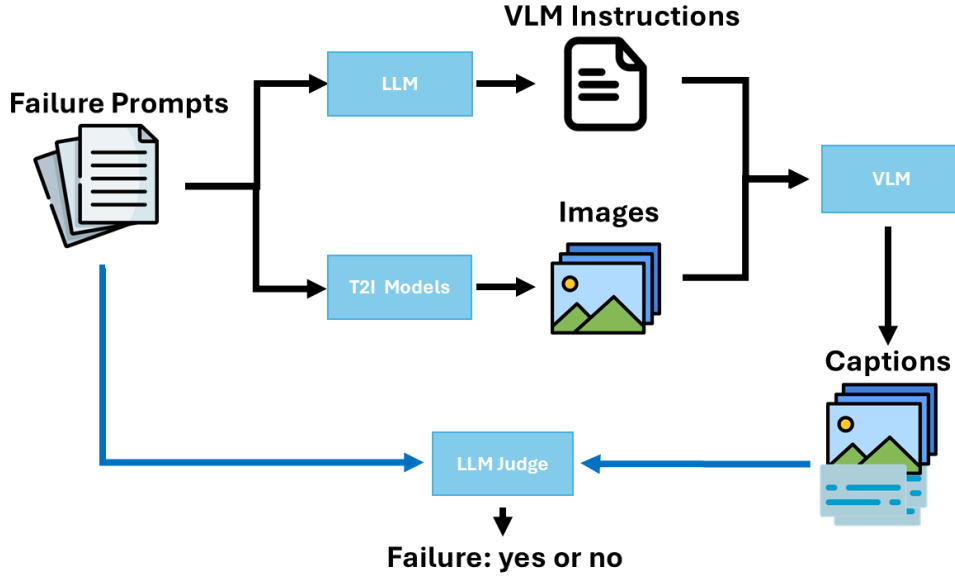 VLM Instructions
LLM
Failure Prompts
VLM
Images
T2I Models
Captions
LLM Judge
Failure: yes or no